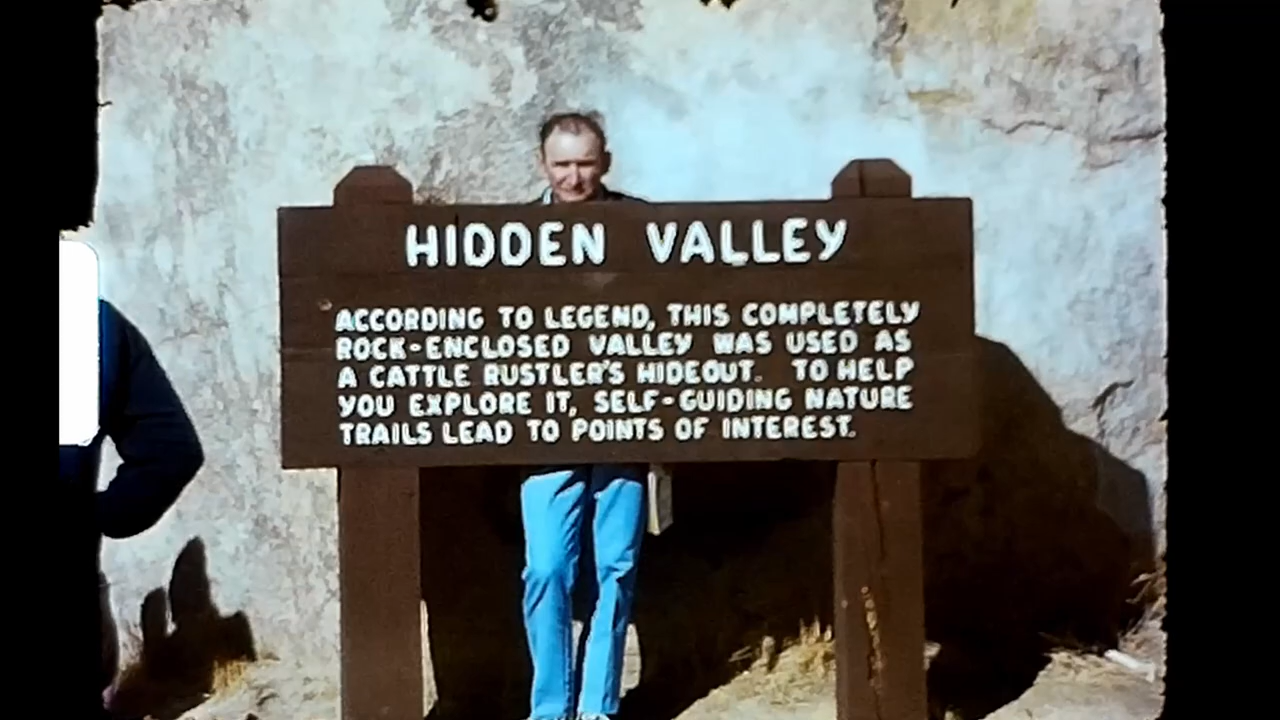 HIDDEN VALLEY
ACCORDING TO LEGEND, THIS COMPLETELY
ROCK-ENCLOSED VALLEY WAS USED AS
A CATTLE RUSTLER'S HIDEOUT. TO HELP
YOU EXPLORE IT, SELF-GUIDING NATURE
TRAILS LEAD TO POINTS OF INTEREST.